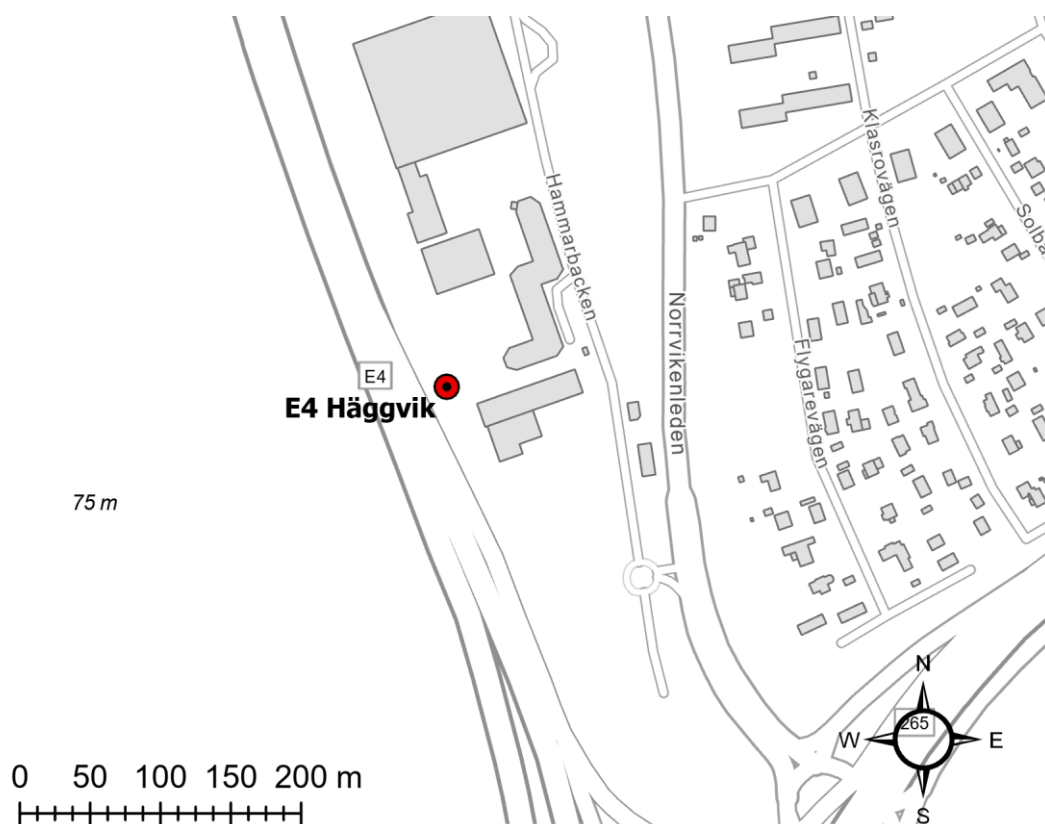 Klasrovägen
Hammarbacken
Solba
Norrvikenleden
Flygarevägen
E4
E4 Häggvik
75 m
N
W
E
S
265
0 50 100 150 200 m